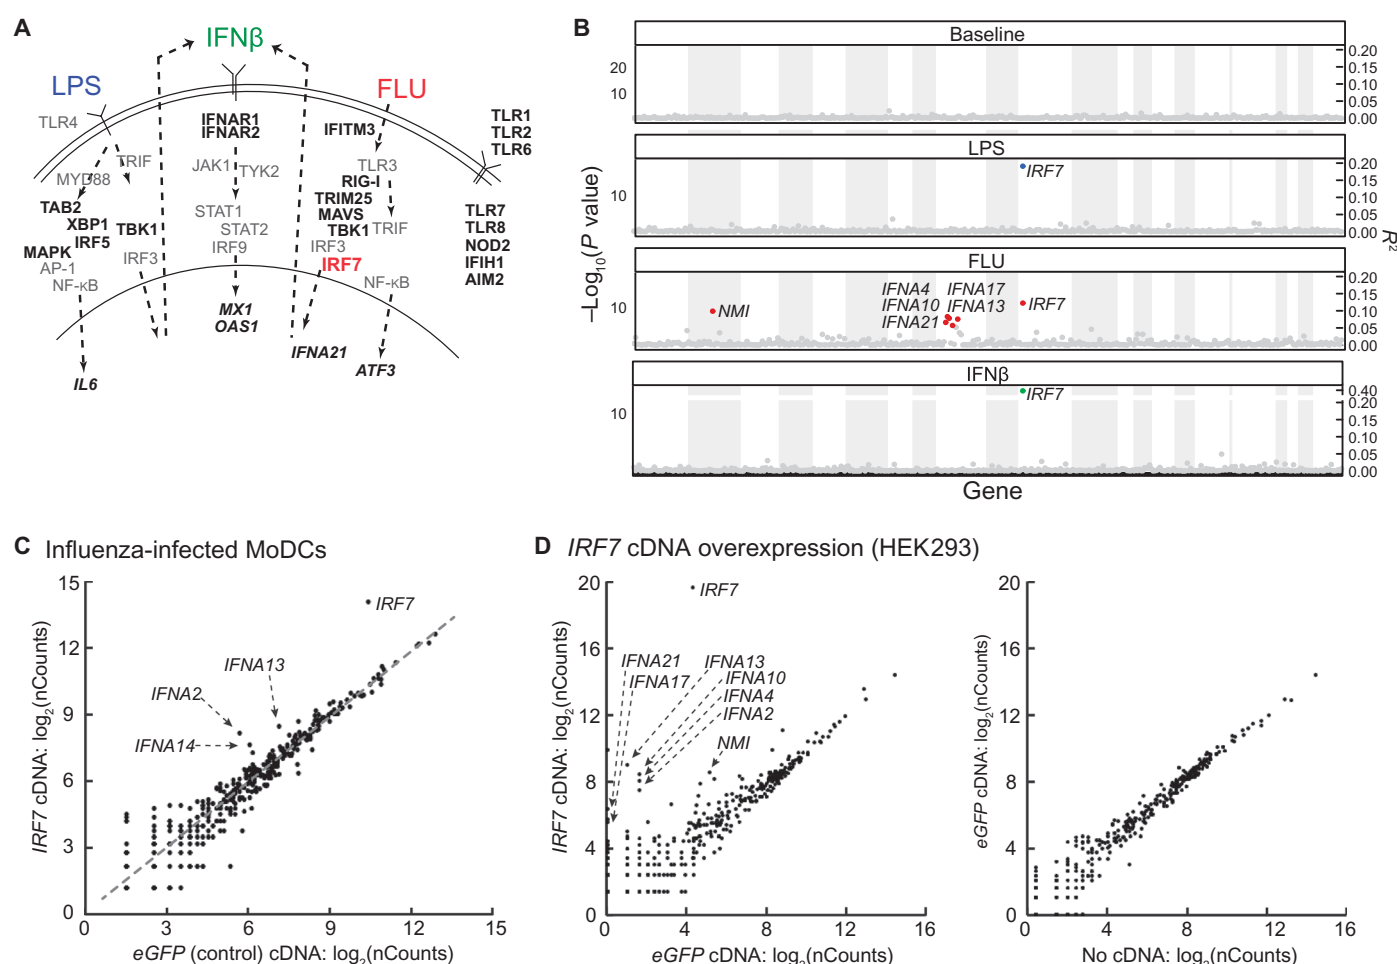 A
IFNβ
LPS
FLU
TLR4
TRIF
MYD88
TAB2
XBP1
IRF5
TBK1
MAPK
AP-1
NF-κB
IRF3
IL6
IFNAR1
IFNAR2
JAK1
TYK2
STAT1
STAT2
IRF9
MX1
OAS1
IFITM3
TLR3
RIG-I
TRIM25
MAVS
TBK1
TRIF
IRF3
IRF7
NF-κB
IFNA21
ATF3
TLR1
TLR2
TLR6
TLR7
TLR8
NOD2
IFIH1
AIM2
B
Baseline
20
10
0.20
0.15
0.10
0.05
0.00
LPS
10
IRF7
0.20
0.15
0.10
0.05
0.00
FLU
10
NMI
IFNA4
IFNA10
IFNA21
IFNA17
IFNA13
IRF7
0.20
0.15
0.10
0.05
0.00
IFNβ
10
IRF7
0.40
0.20
0.15
0.10
0.05
0.00
–Log10(P value)
R2
Gene
C Influenza-infected MoDCs
15
12
9
6
3
0
IRF7
IFNA13
IFNA2
IFNA14
0 3 6 9 12 15
IRF7 cDNA: log2(nCounts)
eGFP (control) cDNA: log2(nCounts)
D IRF7 cDNA overexpression (HEK293)
20
16
12
8
4
0
IRF7
IFNA21
IFNA17
IFNA13
IFNA10
IFNA4
IFNA2
NMI
0 4 8 12 16
IRF7 cDNA: log2(nCounts)
eGFP cDNA: log2(nCounts)
20
16
12
8
4
0
0 4 8 12 16
eGFP cDNA: log2(nCounts)
No cDNA: log2(nCounts)